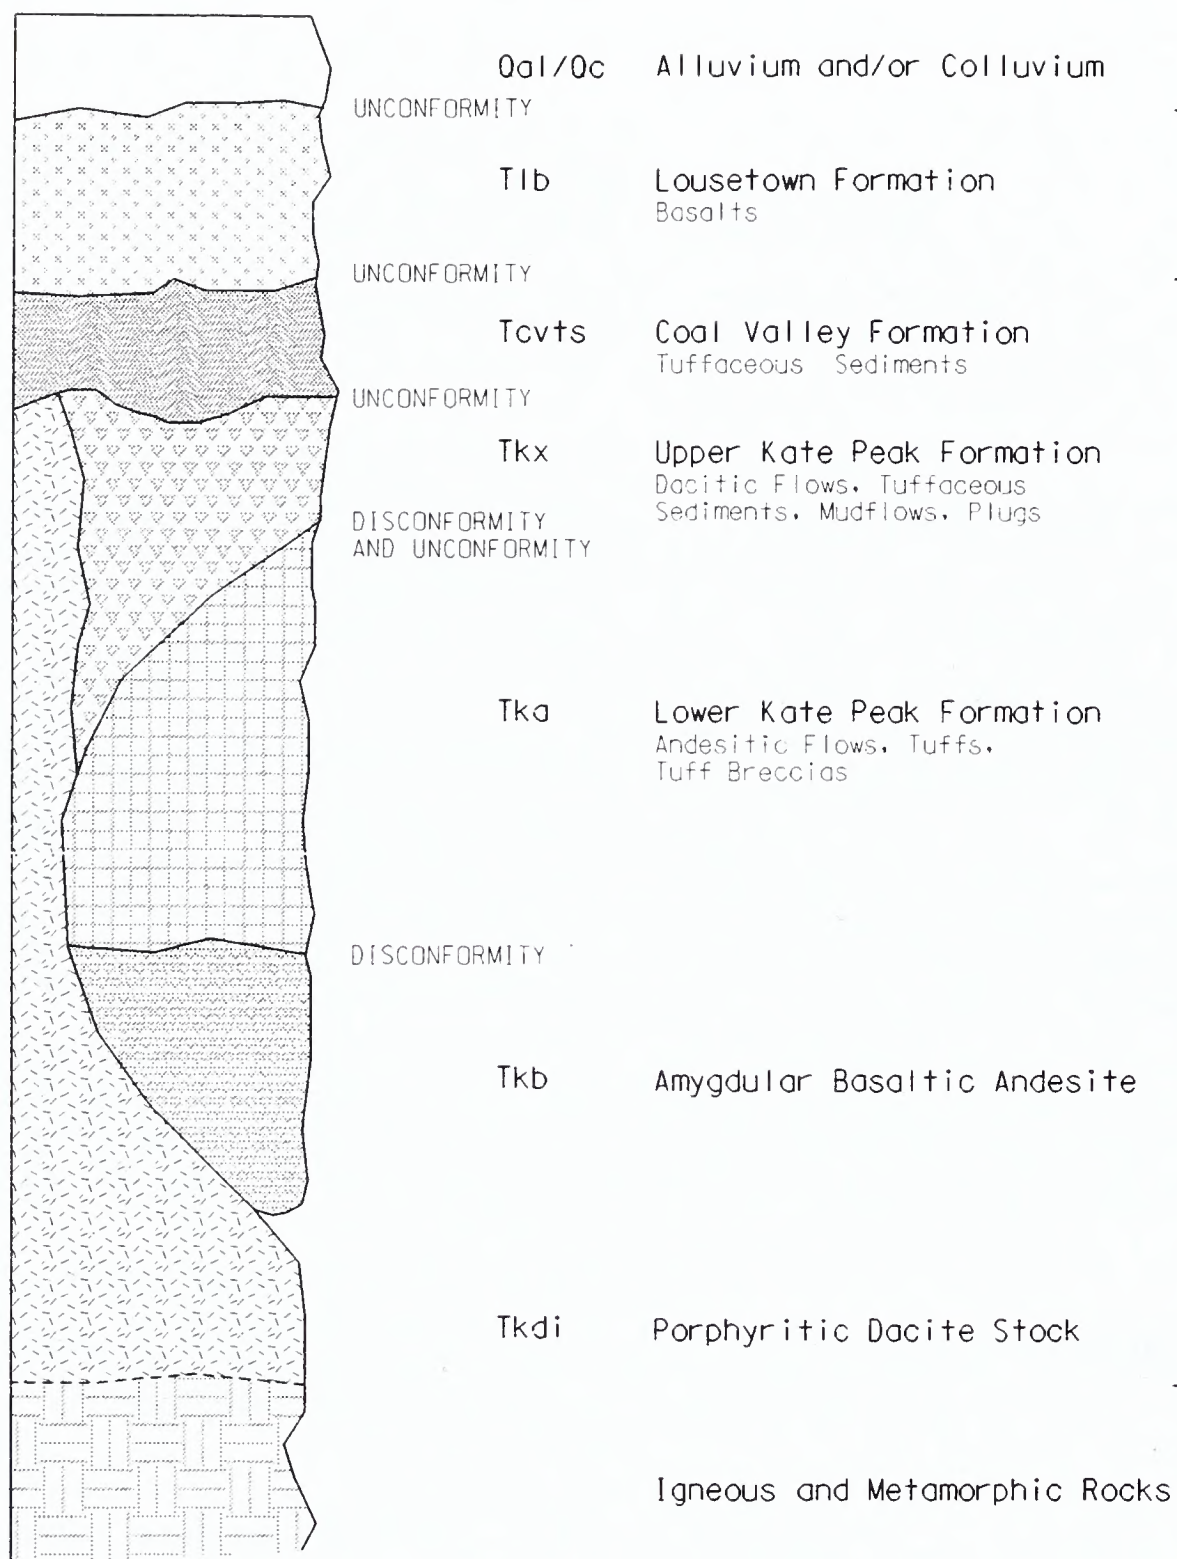 Qal/Qc Alluvium and/or Colluvium
UNCONFORMITY
Tlb Lousetown Formation
Basalts
UNCONFORMITY
Tcvts Coal Valley Formation
Tuffaceous Sediments
UNCONFORMITY
Tkx Upper Kate Peak Formation
Dacitic Flows, Tuffaceous
Sediments, Mudflows, Plugs
DISCONFORMITY
AND UNCONFORMITY
Tka Lower Kate Peak Formation
Andesitic Flows, Tuffs,
Tuff Breccias
DISCONFORMITY
Tkb Amygdular Basaltic Andesite
Tkdi Porphyritic Dacite Stock
Igneous and Metamorphic Rocks